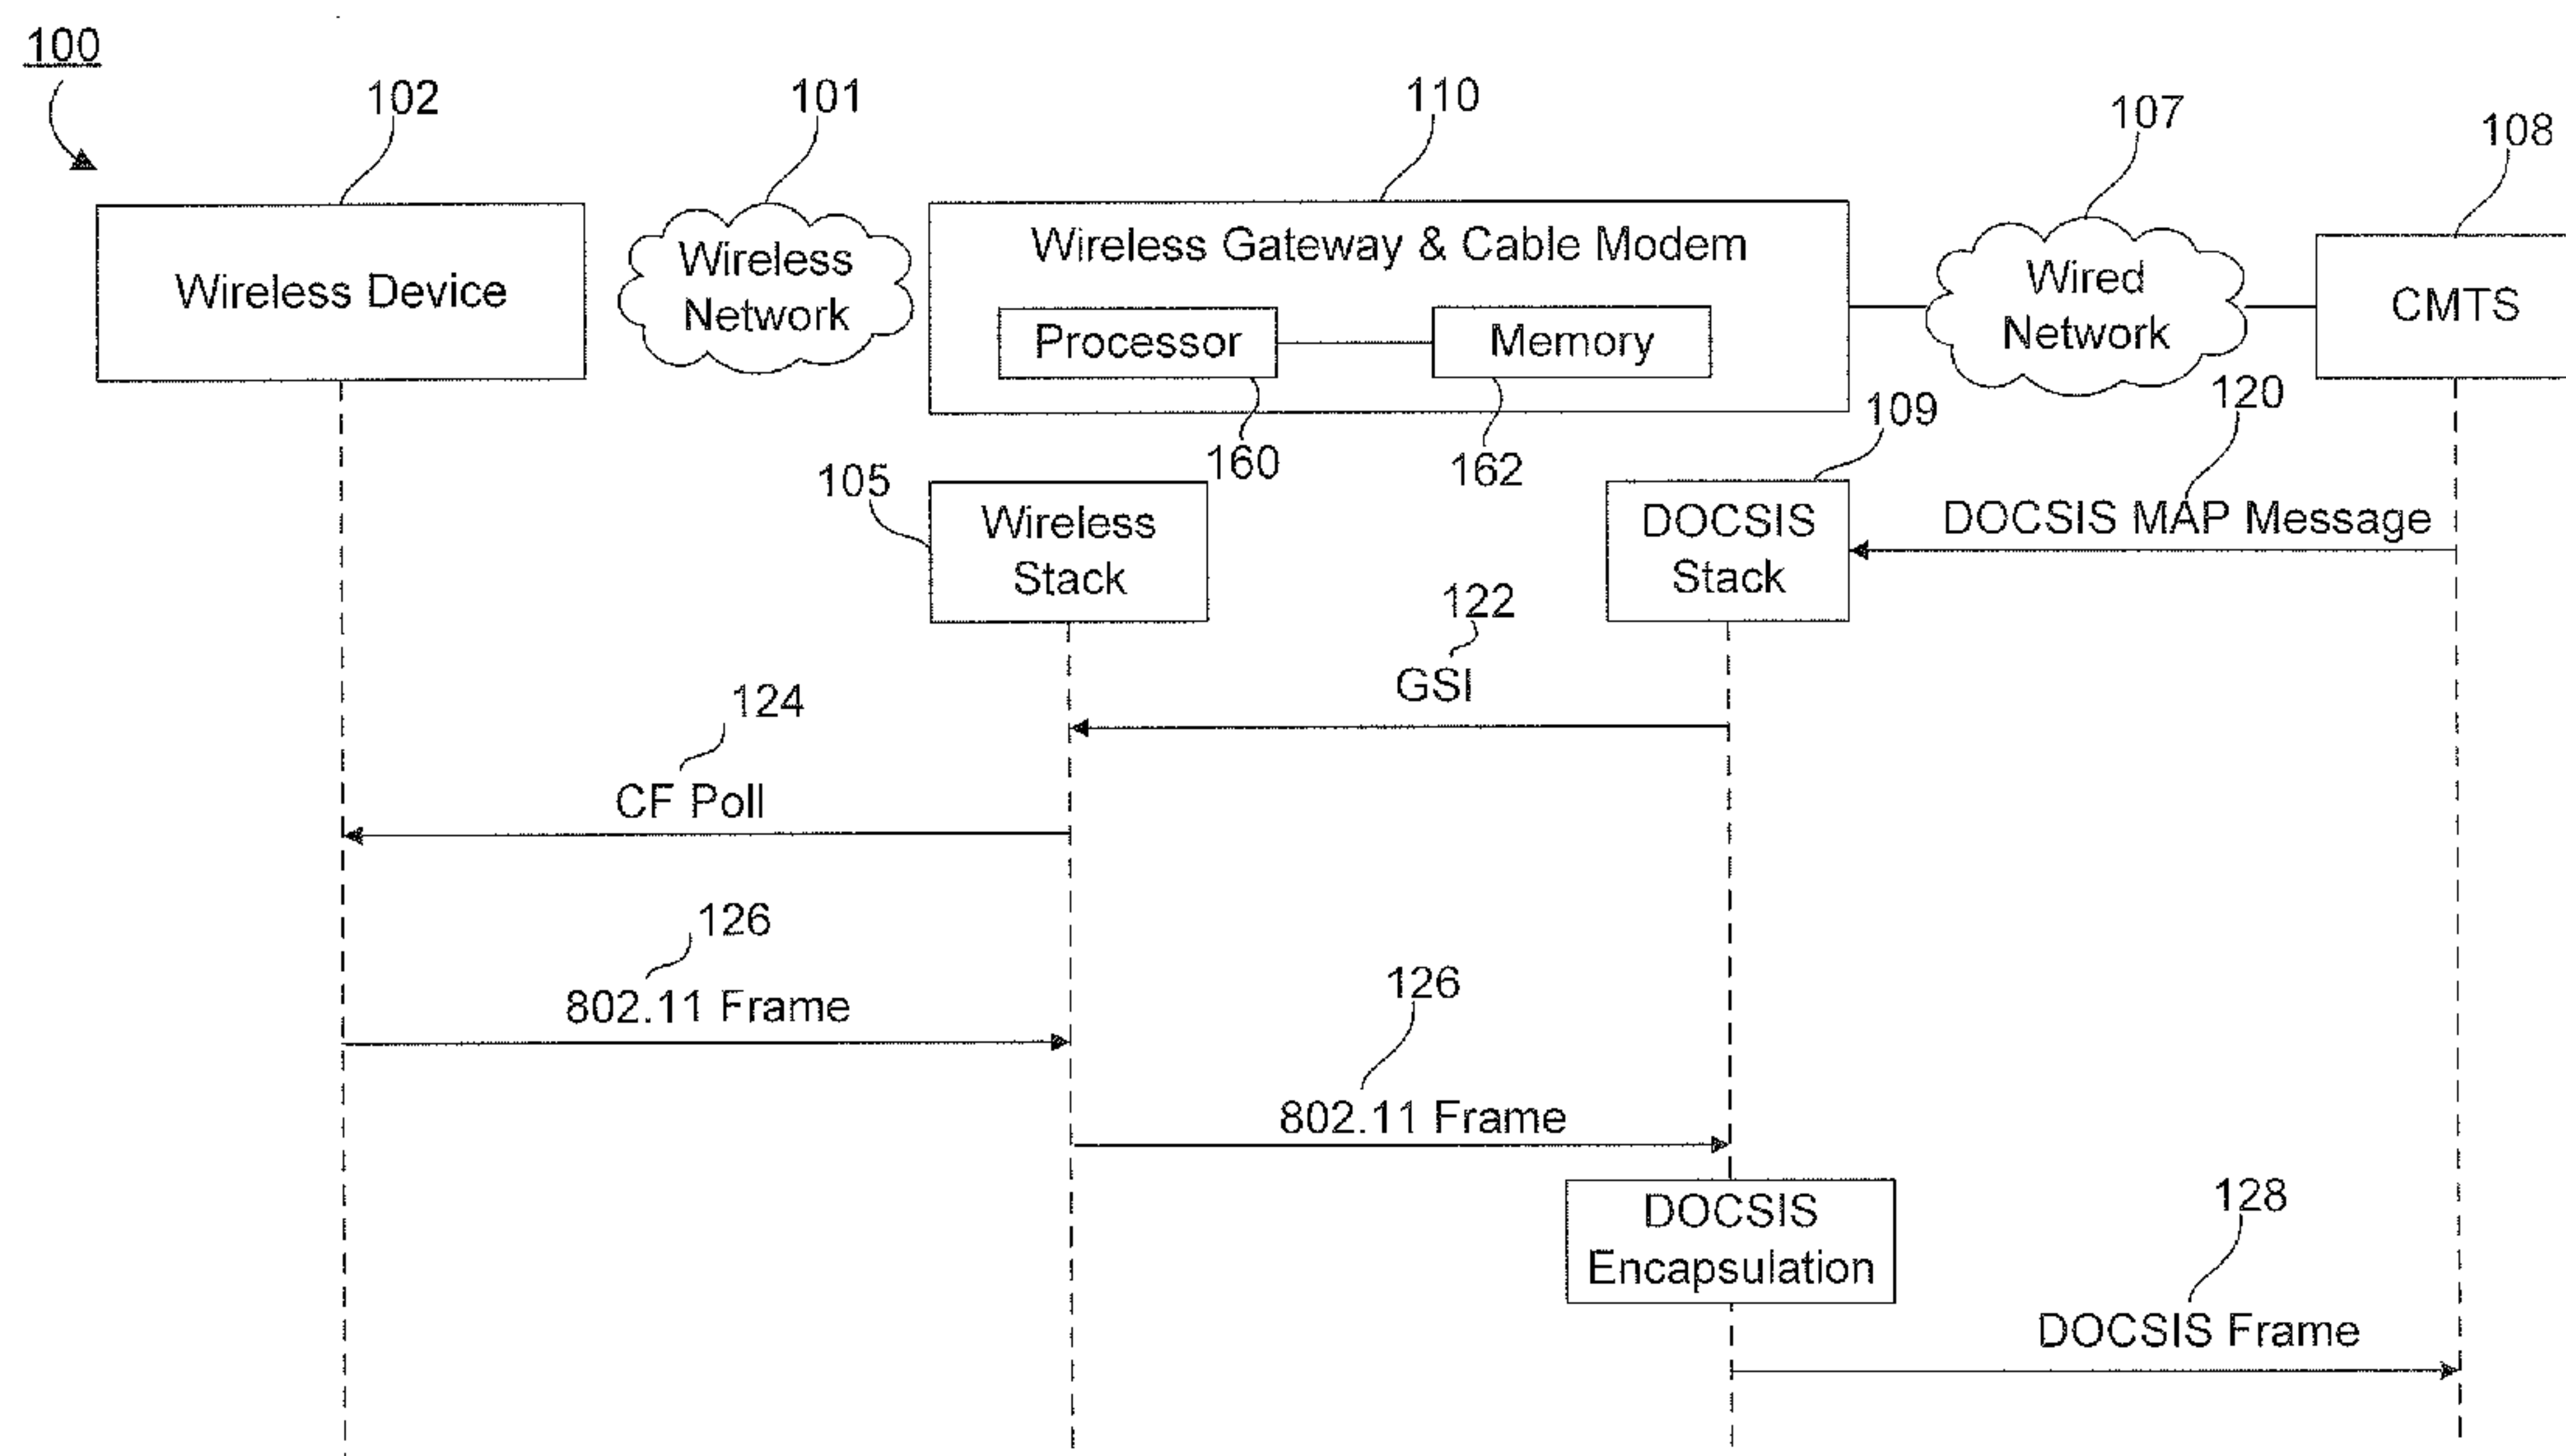 100
102
101
110
107
108
Wireless Device
Wireless
Network
Wireless Gateway & Cable Modem
Processor
Memory
Wired
Network
CMTS
160
162
109
120
105
Wireless
Stack
DOCSIS
Stack
DOCSIS MAP Message
122
GSI
124
CF Poll
126
802.11 Frame
126
802.11 Frame
DOCSIS
Encapsulation
128
DOCSIS Frame